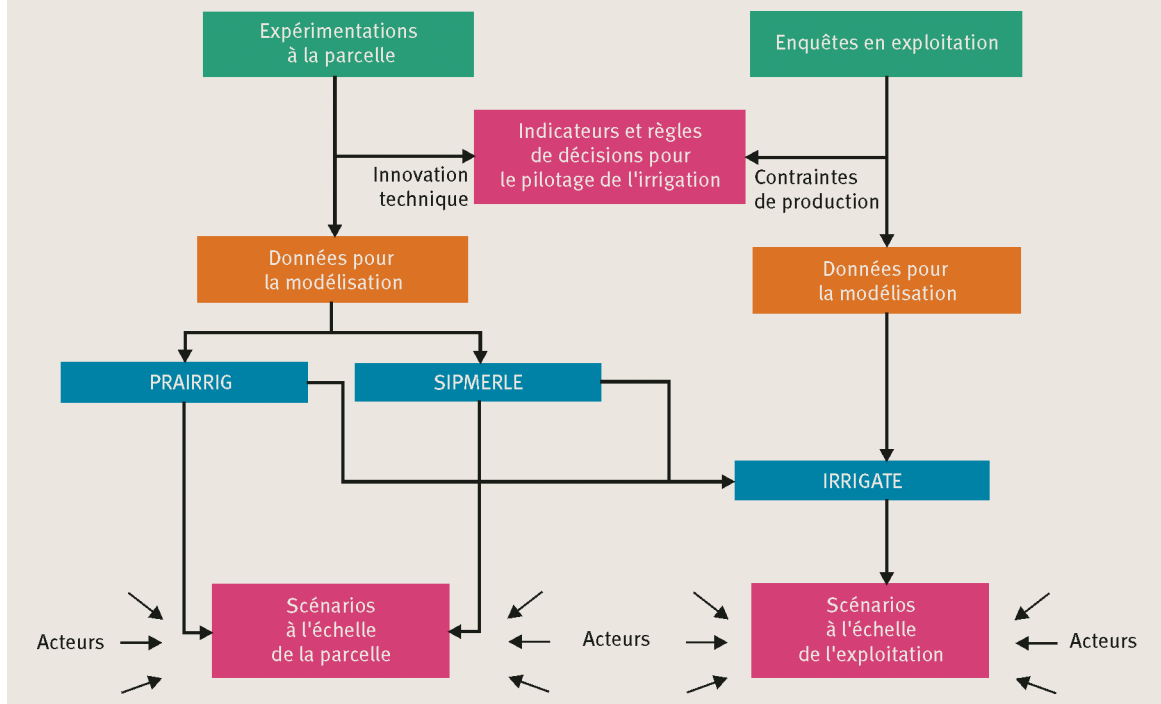 Expérimentations
à la parcelle
Enquêtes en exploitation
Indicateurs et règles
de décisions pour
le pilotage de l'irrigation
Innovation
technique
Contraintes
de production
Données pour
la modélisation
Données pour
la modélisation
PRAIRRIG
SIPMERLE
IRRIGATE
Scénarios
à l'échelle
de la parcelle
Scénarios
à l'échelle
de l'exploitation
Acteurs
Acteurs
Acteurs